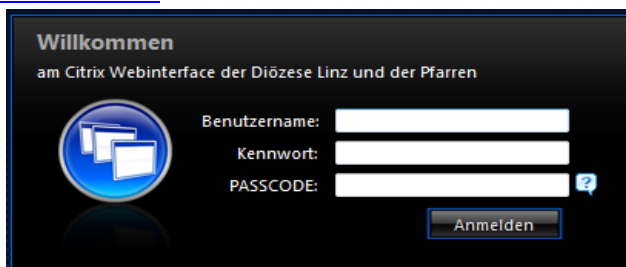 Willkommen
am Citrix Webinterface der Diözese Linz und der Pfarren
Benutzername:
Kennwort:
PASSCODE:
?
Anmelden